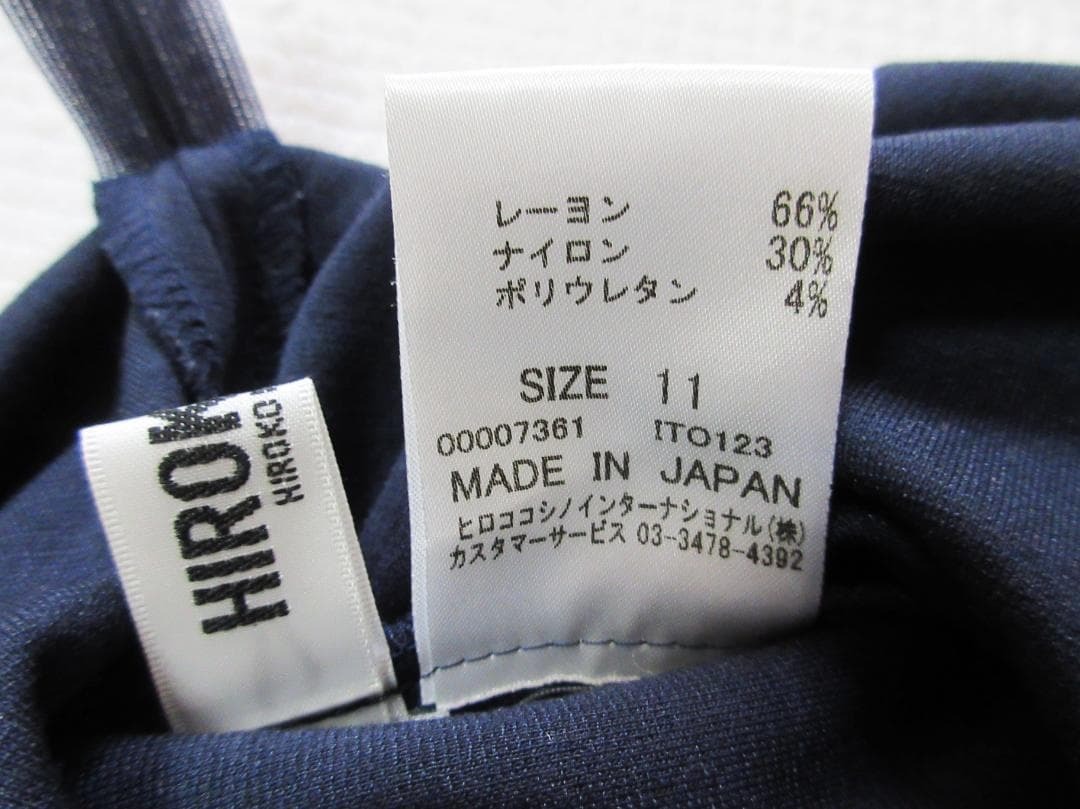 レーヨン 66%
ナイロン 30%
ポリウレタン 4%
SIZE 11
00007361 ITO123
MADE IN JAPAN
ヒロココシノインターナショナル(株)
カスタマーサービス 03-3478-4392
HIROK
HIROKO